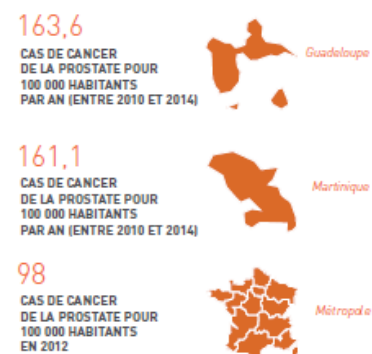 163,6
CAS DE CANCER
DE LA PROSTATE POUR
100 000 HABITANTS
PAR AN (ENTRE 2010 ET 2014)
Guadeloupe
161,1
CAS DE CANCER
DE LA PROSTATE POUR
100 000 HABITANTS
PAR AN (ENTRE 2010 ET 2014)
Martinique
98
CAS DE CANCER
DE LA PROSTATE POUR
100 000 HABITANTS
EN 2012
Métropole